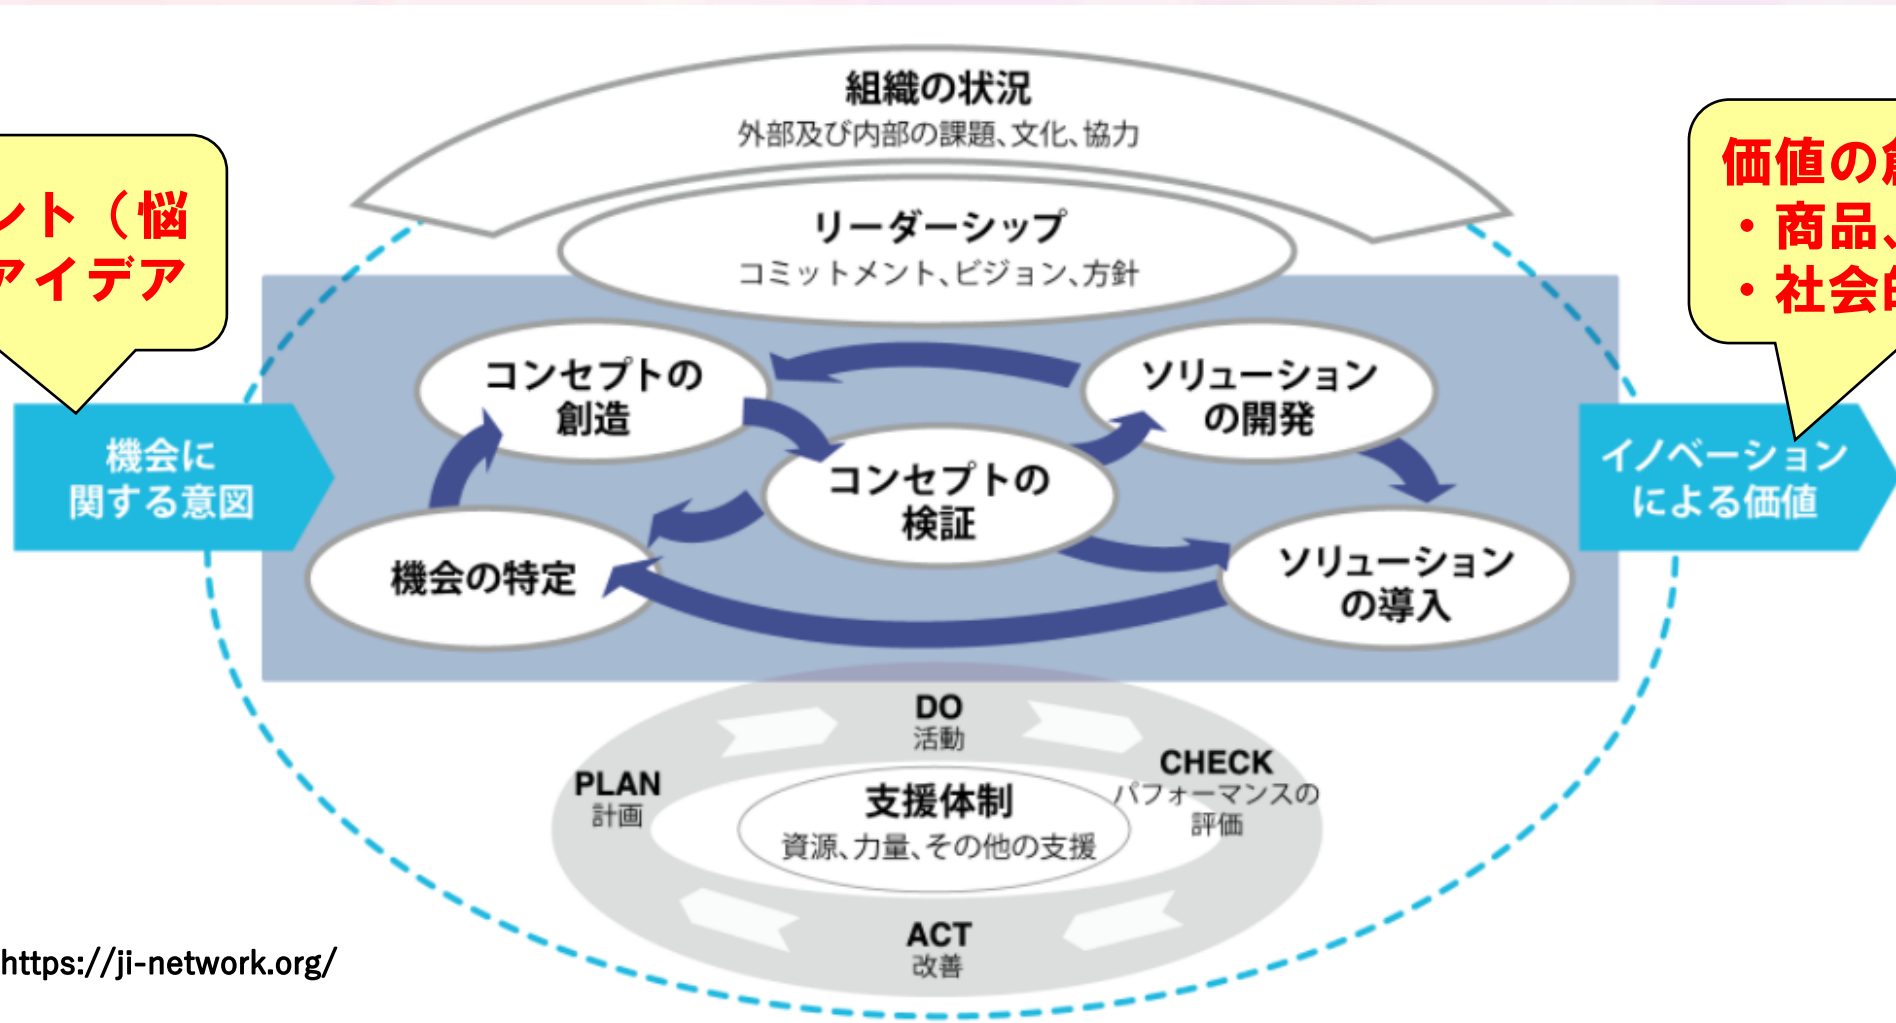 組織の状況
外部及び内部の課題、文化、協力
リーダーシップ
コミットメント、ビジョン、方針
ント（悩
アイデア
価値の創
・商品、
・社会的
コンセプトの
創造
ソリューション
の開発
機会に
関する意図
コンセプトの
検証
イノベーション
による価値
機会の特定
ソリューション
の導入
DO
活動
PLAN
計画
CHECK
パフォーマンスの
評価
支援体制
資源、力量、その他の支援
ACT
改善
https://ji-network.org/